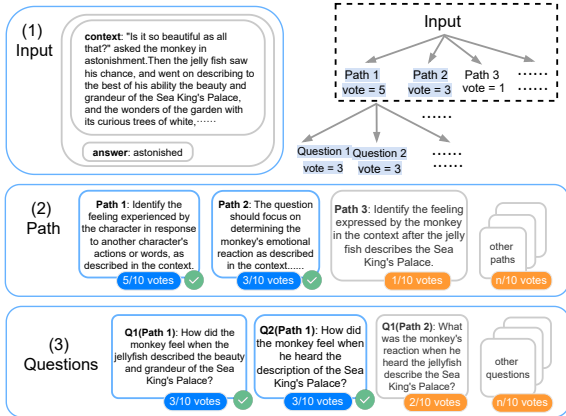 (1)
Input
context: "Is it so beautiful as all
that?" asked the monkey in
astonishment.Then the jelly fish saw
his chance, and went on describing to
the best of his ability the beauty and
grandeur of the Sea King's Palace,
and the wonders of the garden with
its curious trees of white,······
answer: astonished
Input
Path 1
vote = 5
Path 2
vote = 3
Path 3
vote = 1
······
······
Question 1
vote = 3
Question 2
vote = 3
······
······
······
(2)
Path
Path 1: Identify the
feeling experienced by
the character in response
to another character's
actions or words, as
described in the context.
5/10 votes
Path 2: The question
should focus on
determining the
monkey's emotional
reaction as described
in the context......
3/10 votes
Path 3: Identify the feeling
expressed by the monkey
in the context after the jelly
fish describes the Sea
King's Palace.
1/10 votes
other
paths
n/10 votes
(3)
Questions
Q1(Path 1): How did the
monkey feel when the
jellyfish described the beauty
and grandeur of the Sea
King's Palace?
3/10 votes
Q2(Path 1): How did
the monkey feel when
he heard the
description of the Sea
King's Palace?
3/10 votes
Q1(Path 2): What
was the monkey's
reaction when he
heard the jellyfish
describe the Sea
King's Palace?
2/10 votes
other
questions
n/10 votes